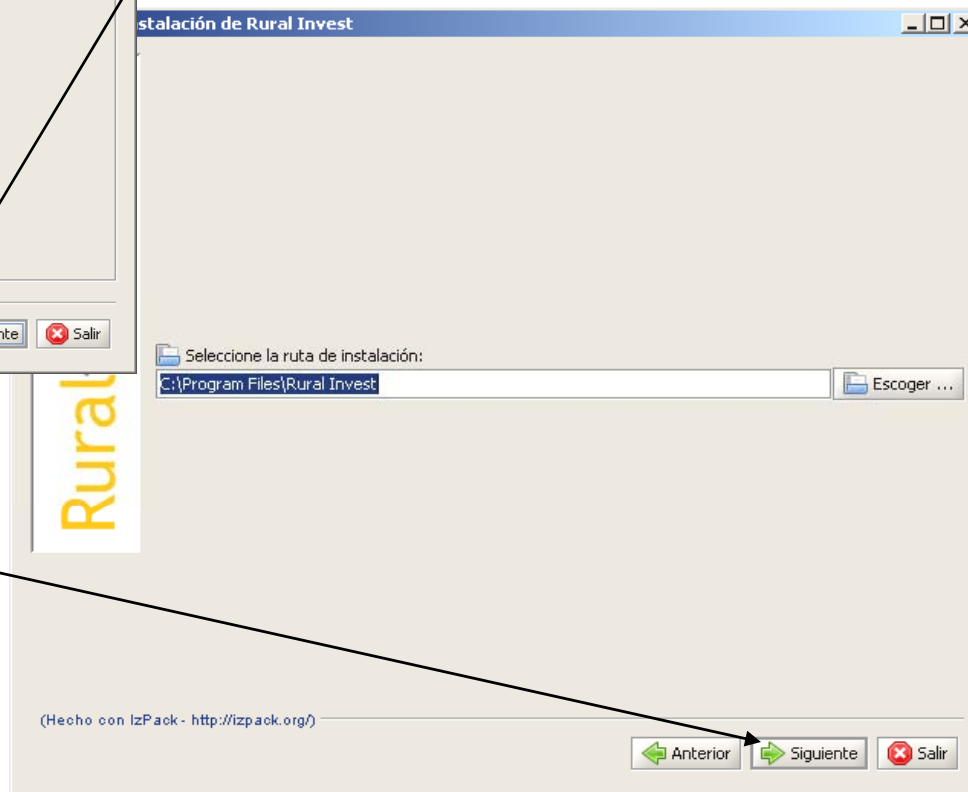 stalación de Rural Invest
nte
Salir
Seleccione la ruta de instalación:
C:\Program Files\Rural Invest
Escoger ...
Rural
(Hecho con IzPack - http://izpack.org/)
Anterior
Siguiente
Salir